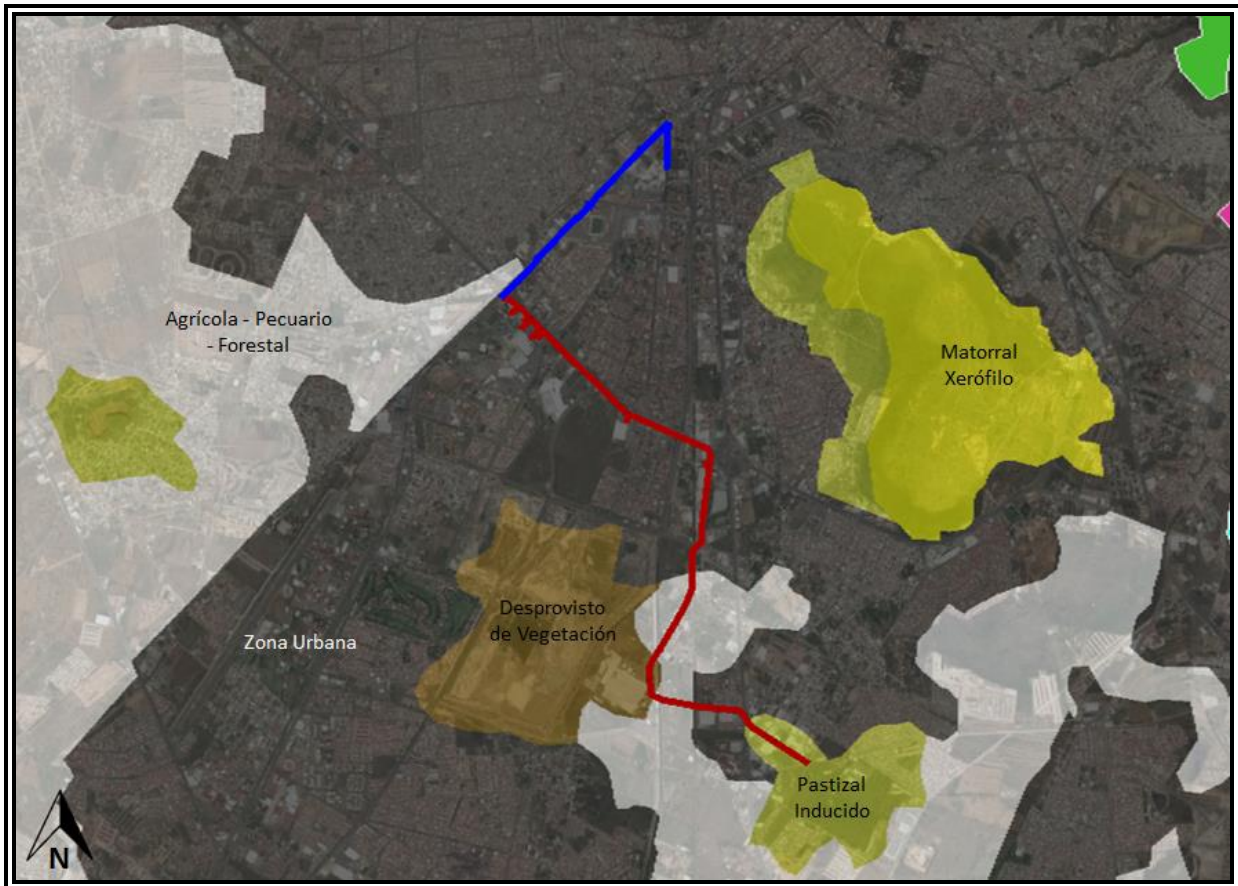 Agrícola - Pecuario
- Forestal
Matorral
Xerófilo
Desprovisto
de Vegetación
Zona Urbana
Pastizal
Inducido
N